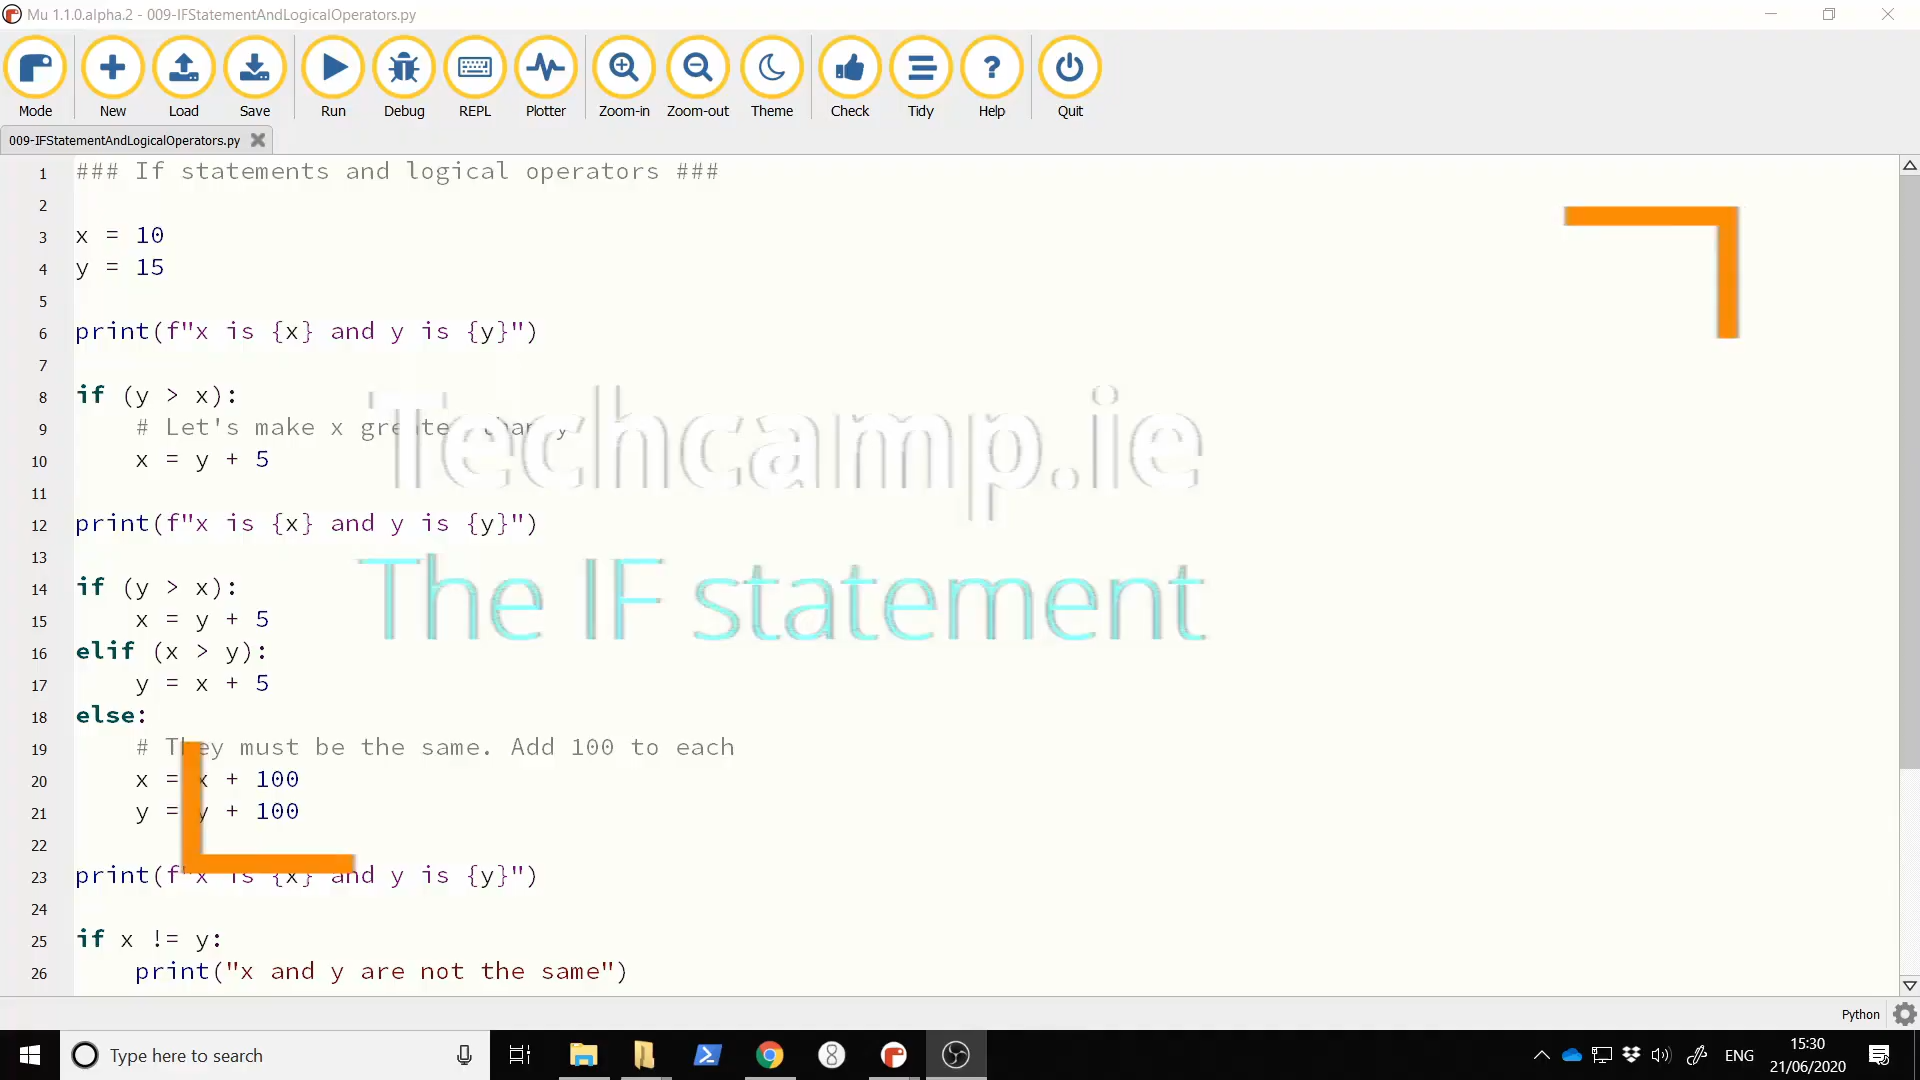 Mu 1.1.0.alpha.2 - 009-IFStatementAndLogicalOperators.py
Mode New Load Save Run Debug REPL Plotter Zoom-in Zoom-out Theme Check Tidy Help Quit
009-IFStatementAndLogicalOperators.py
1 ### If statements and logical operators ###
2
3 x = 10
4 y = 15
5
6 print(f"x is {x} and y is {y}")
7
8 if (y > x):
9 # Let's make x greater than y
10 x = y + 5
11
12 print(f"x is {x} and y is {y}")
13
14 if (y > x):
15 x = y + 5
16 elif (x > y):
17 y = x + 5
18 else:
19 # They must be the same. Add 100 to each
20 x = x + 100
21 y = y + 100
22
23 print(f"x is {x} and y is {y}")
24
25 if x != y:
26 print("x and y are not the same")
Techcamp.ie
The IF statement
Python
Type here to search
ENG
15:30
21/06/2020